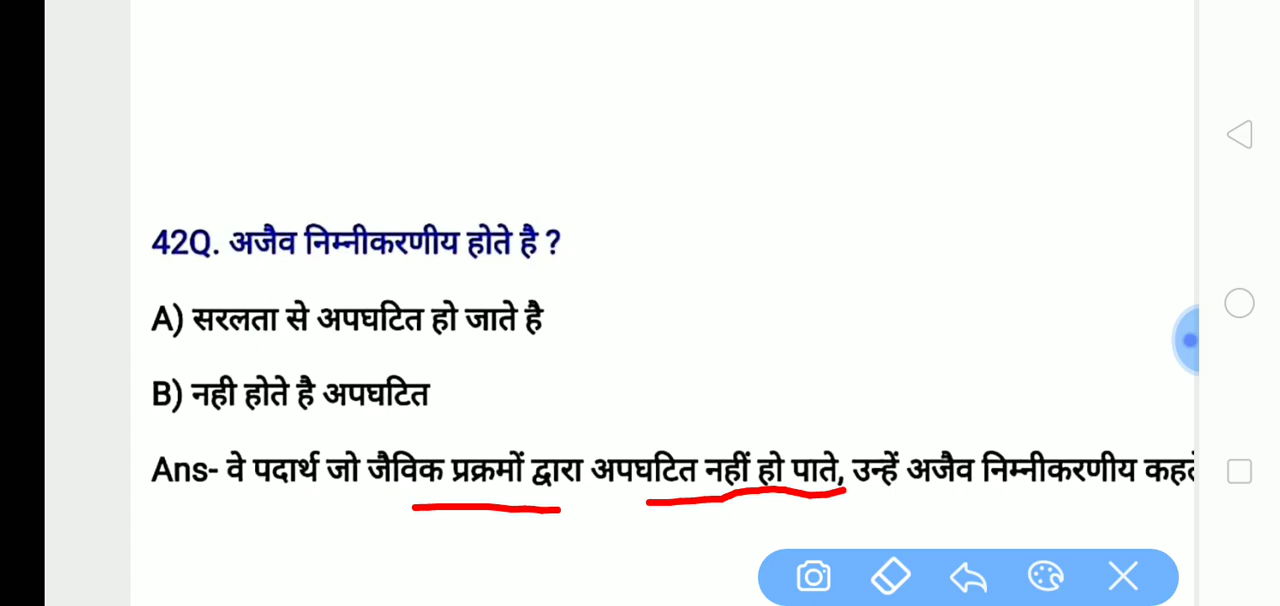 42Q. अजैव निम्नीकरणीय होते है ?
A) सरलता से अपघटित हो जाते है
B) नही होते है अपघटित
Ans- वे पदार्थ जो जैविक प्रक्रमों द्वारा अपघटित नहीं हो पाते, उन्हें अजैव निम्नीकरणीय